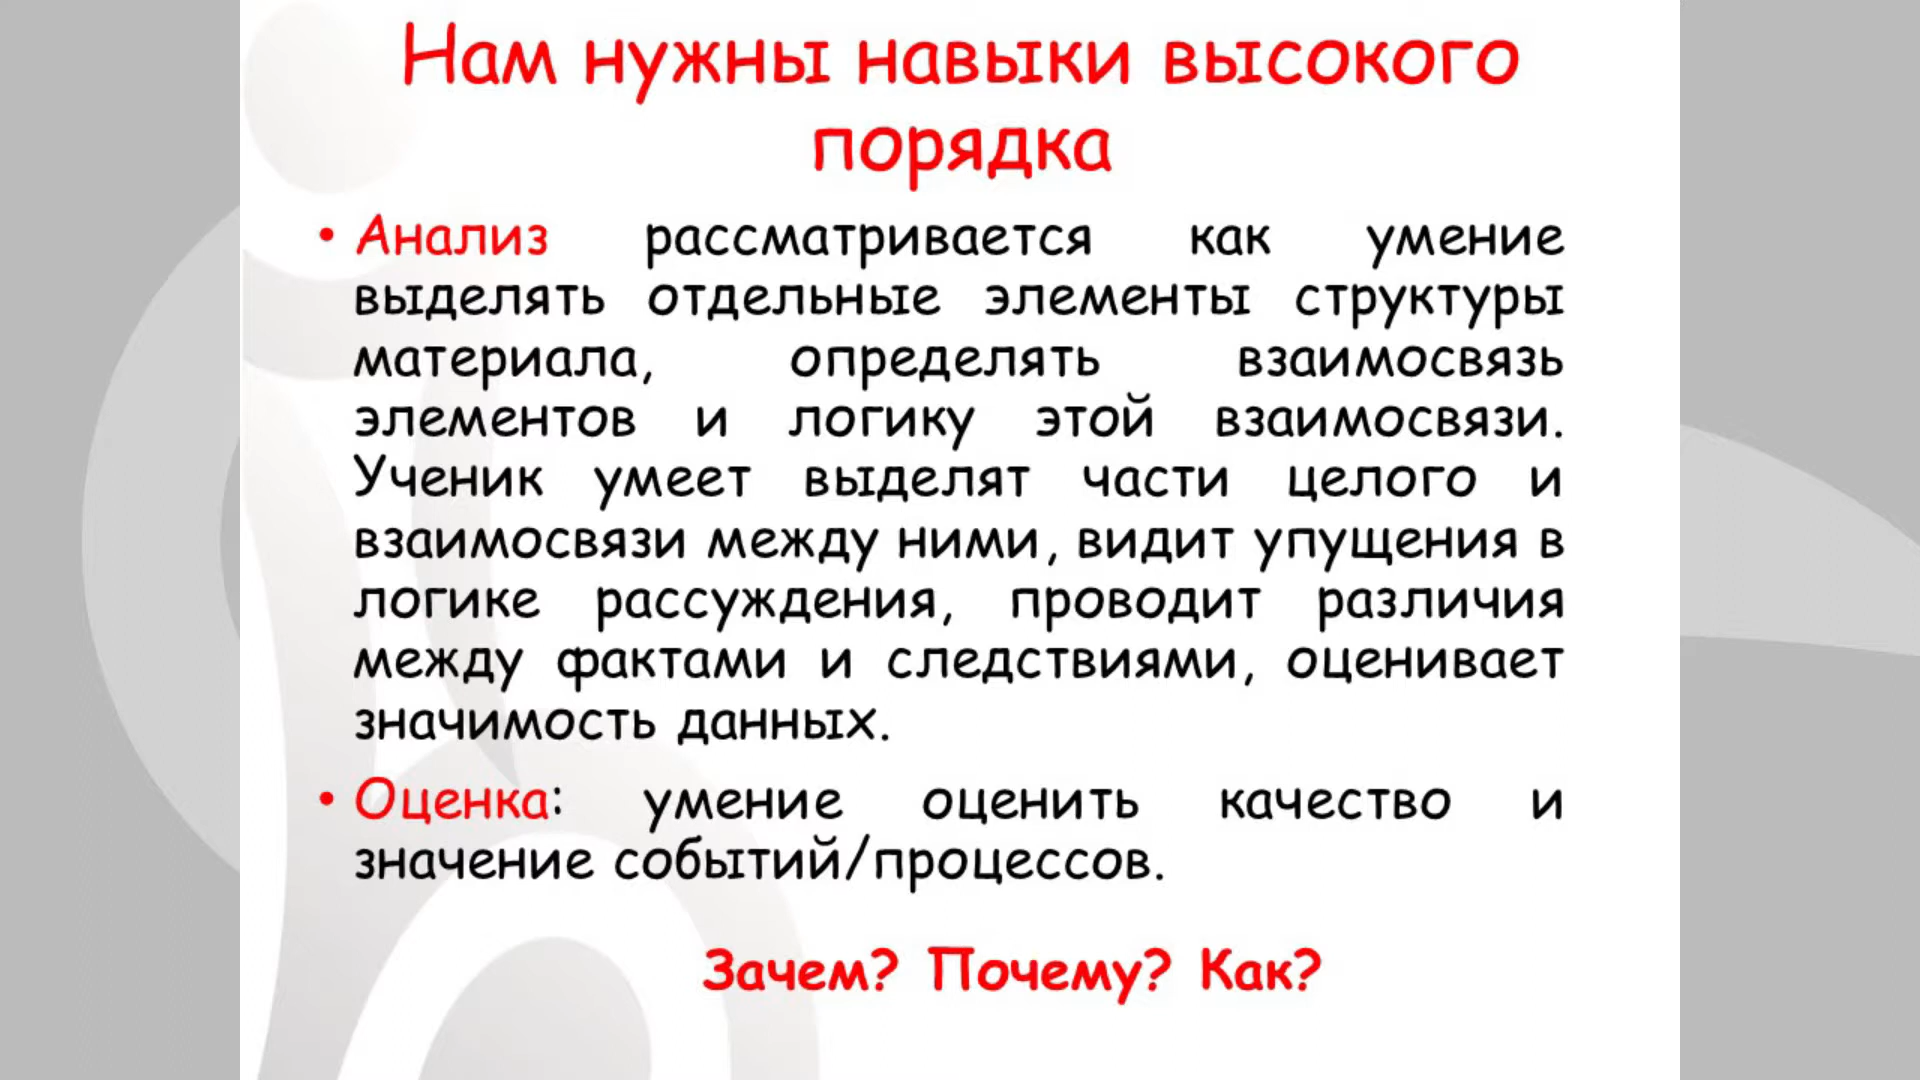 Нам нужны навыки высокого
порядка
• Анализ рассматривается как умение
выделять отдельные элементы структуры
материала, определять взаимосвязь
элементов и логику этой взаимосвязи.
Ученик умеет выделят части целого и
взаимосвязи между ними, видит упущения в
логике рассуждения, проводит различия
между фактами и следствиями, оценивает
значимость данных.
• Оценка: умение оценить качество и
значение событий/процессов.
Зачем? Почему? Как?